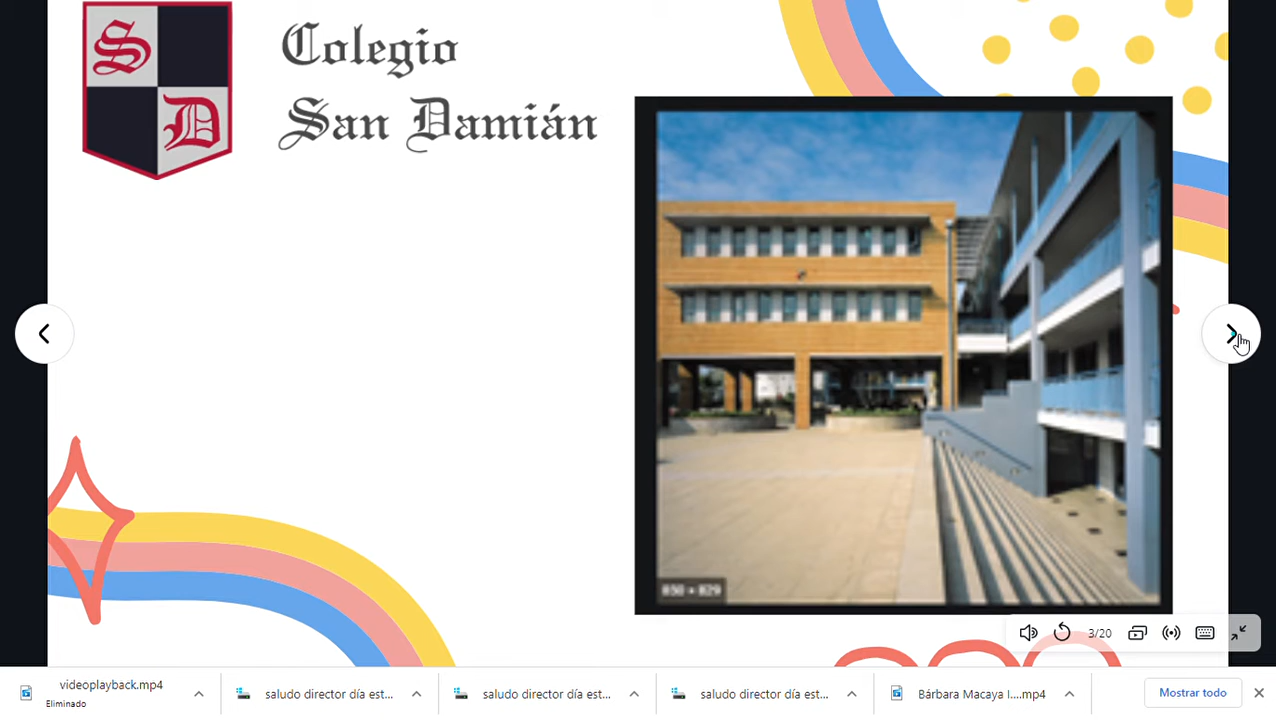 S
D
Colegio
San Damián
850 × 829
3/20
videoplayback.mp4
Eliminado
saludo director día est...
saludo director día est...
saludo director día est...
Bárbara Macaya I....mp4
Mostrar todo